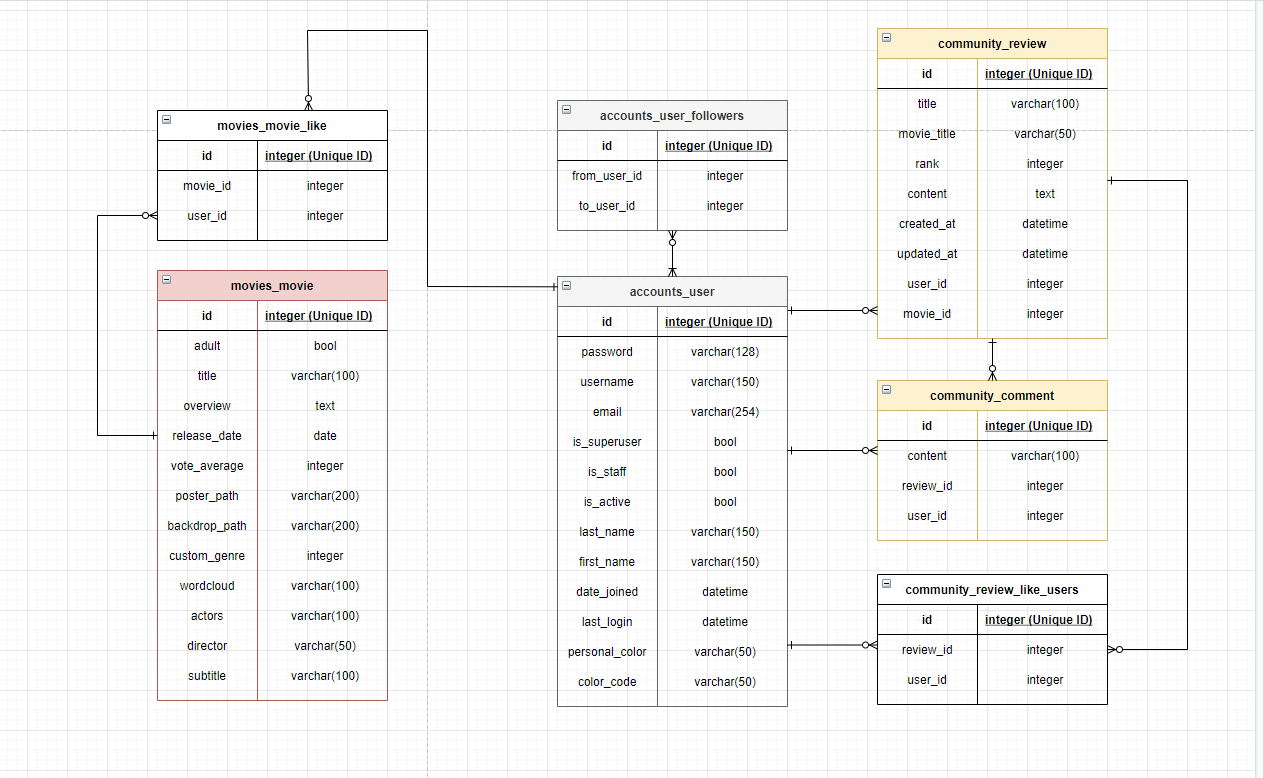 movies_movie_like
id integer (Unique ID)
movie_id integer
user_id integer
movies_movie
id integer (Unique ID)
adult bool
title varchar(100)
overview text
release_date date
vote_average integer
poster_path varchar(200)
backdrop_path varchar(200)
custom_genre integer
wordcloud varchar(100)
actors varchar(100)
director varchar(50)
subtitle varchar(100)
accounts_user_followers
id integer (Unique ID)
from_user_id integer
to_user_id integer
accounts_user
id integer (Unique ID)
password varchar(128)
username varchar(150)
email varchar(254)
is_superuser bool
is_staff bool
is_active bool
last_name varchar(150)
first_name varchar(150)
date_joined datetime
last_login datetime
personal_color varchar(50)
color_code varchar(50)
community_review
id integer (Unique ID)
title varchar(100)
movie_title varchar(50)
rank integer
content text
created_at datetime
updated_at datetime
user_id integer
movie_id integer
community_comment
id integer (Unique ID)
content varchar(100)
review_id integer
user_id integer
community_review_like_users
id integer (Unique ID)
review_id integer
user_id integer